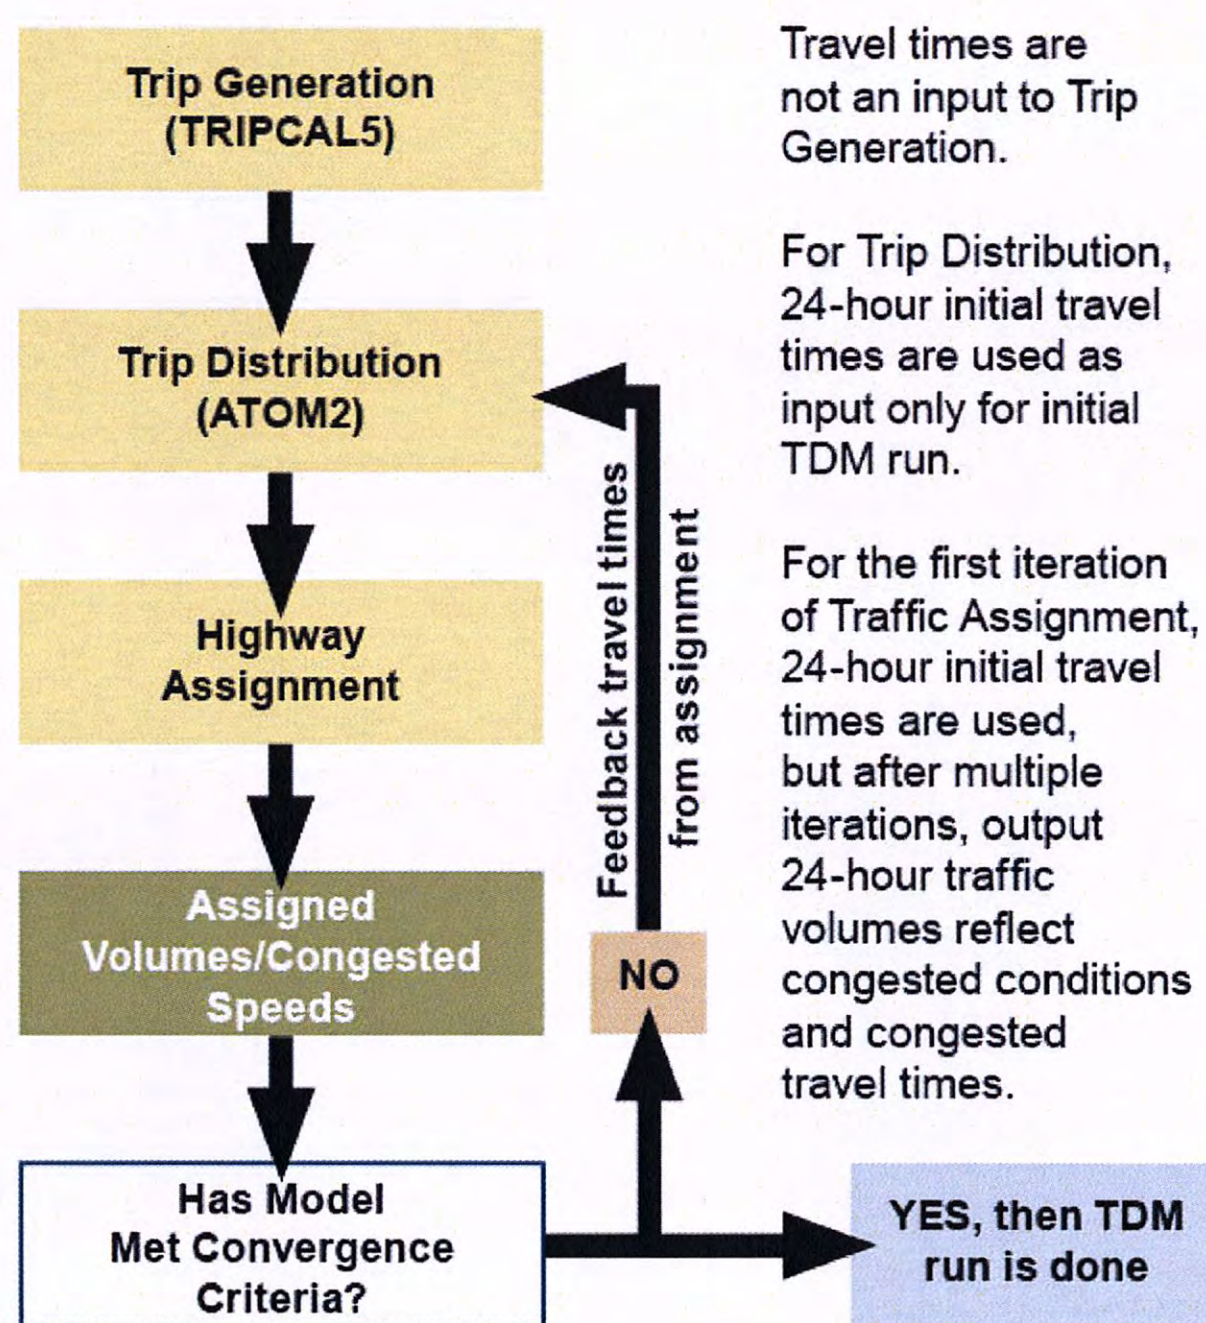 Trip Generation
(TRIPCAL5)
Travel times are
not an input to Trip
Generation.
Trip Distribution
(ATOM2)
For Trip Distribution,
24-hour initial travel
times are used as
input only for initial
TDM run.
Highway
Assignment
Feedback travel times
from assignment
For the first iteration
of Traffic Assignment,
24-hour initial travel
times are used,
but after multiple
iterations, output
24-hour traffic
volumes reflect
congested conditions
and congested
travel times.
Assigned
Volumes/Congested
Speeds
NO
Has Model
Met Convergence
Criteria?
YES, then TDM
run is done